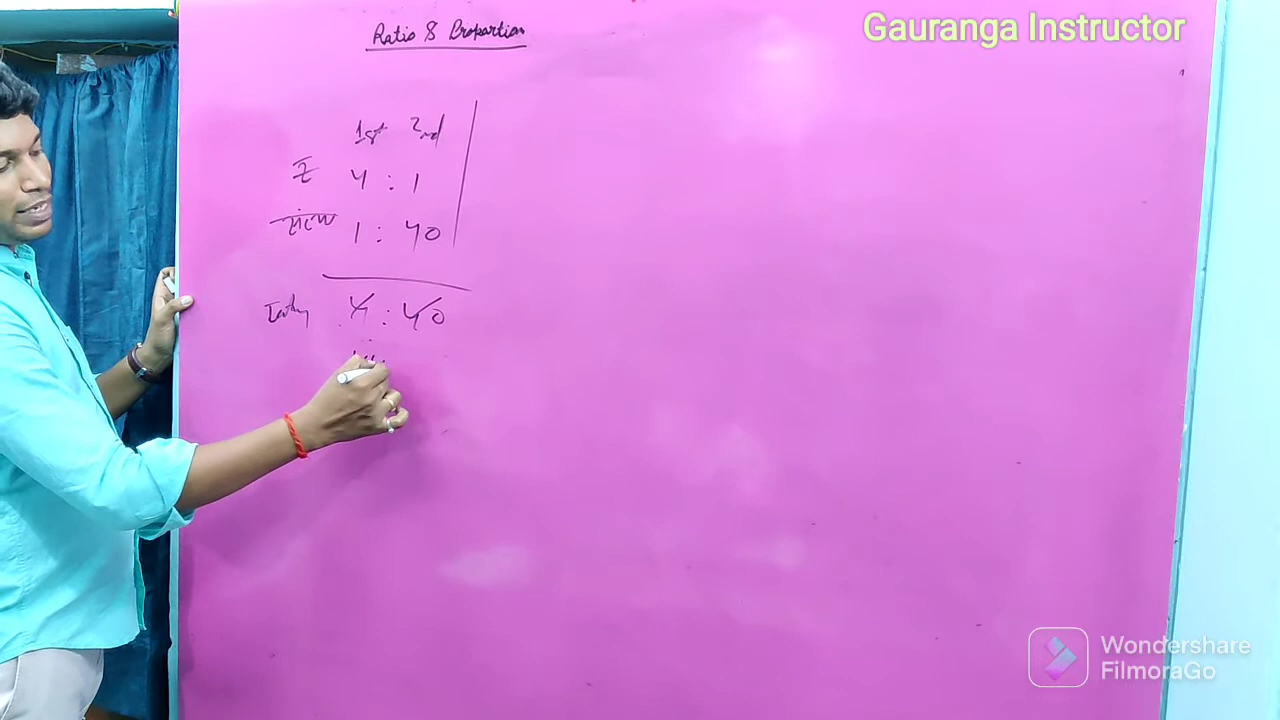 Gauranga Instructor
Ratio & Proportion
1st 2nd
4 : 1
1 : 40
4 : 40
Wondershare
FilmoraGo